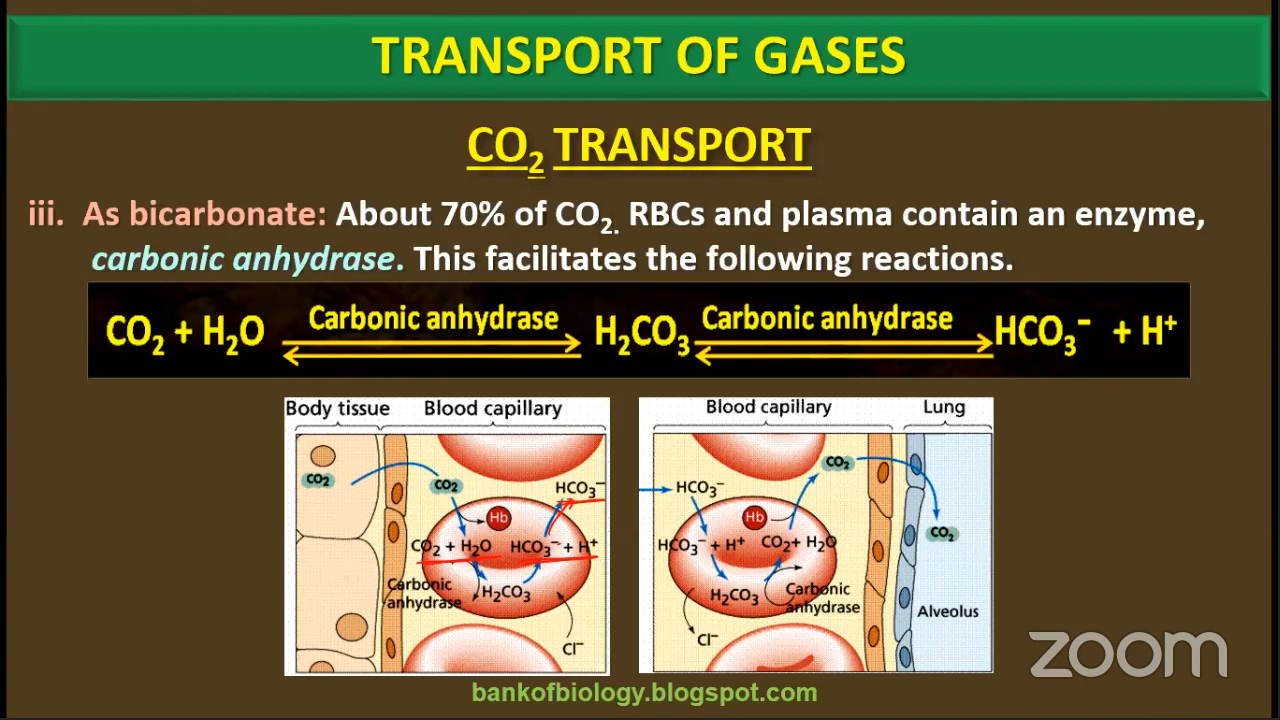 TRANSPORT OF GASES
CO₂ TRANSPORT
iii. As bicarbonate: About 70% of CO₂. RBCs and plasma contain an enzyme,
carbonic anhydrase. This facilitates the following reactions.
CO₂ + H₂O Carbonic anhydrase H₂CO₃ Carbonic anhydrase HCO₃⁻ + H⁺
Body tissue Blood capillary
CO₂
CO₂
HCO₃⁻
Hb
CO₂ + H₂O HCO₃⁻ + H⁺
Carbonic
anhydrase
H₂CO₃
Cl⁻
Blood capillary Lung
CO₂
HCO₃⁻
Hb
HCO₃⁻ + H⁺ CO₂+ H₂O
CO₂
H₂CO₃
Carbonic
anhydrase
Alveolus
Cl⁻
zoom
bankofbiology.blogspot.com